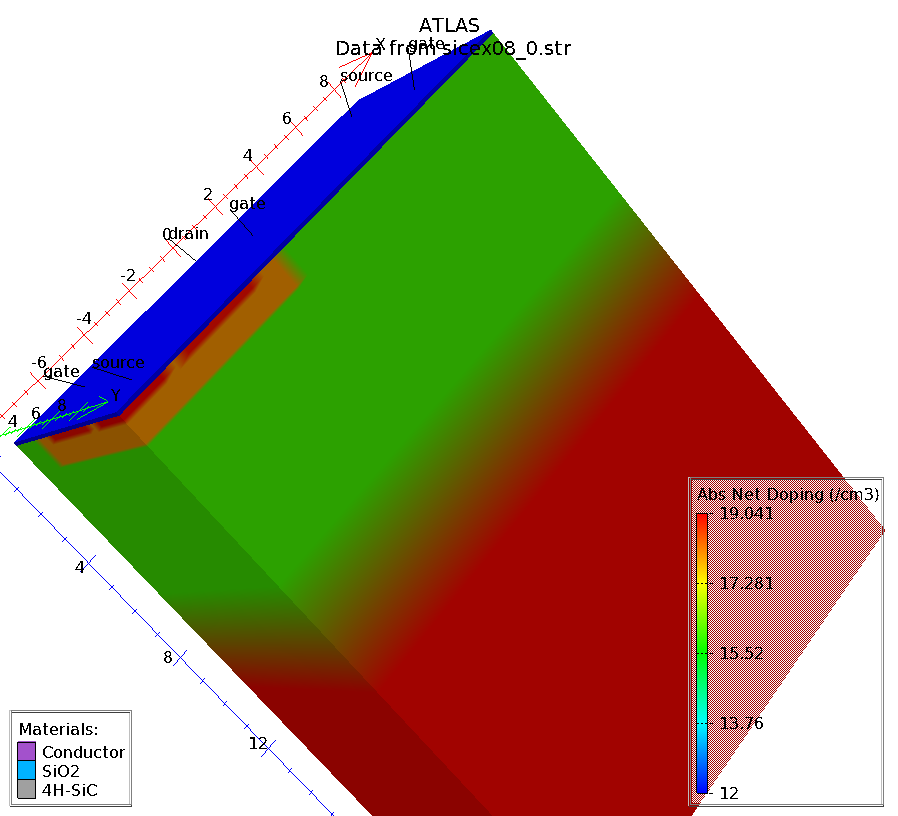 ATLAS
Data from sicex08_0.str
X
gate
source
8
6
4
2
gate
0
drain
-2
-4
-6
source
gate
Y
8
6
4
4
8
12
Abs Net Doping (/cm3)
19.041
17.281
15.52
13.76
12
Materials:
Conductor
SiO2
4H-SiC